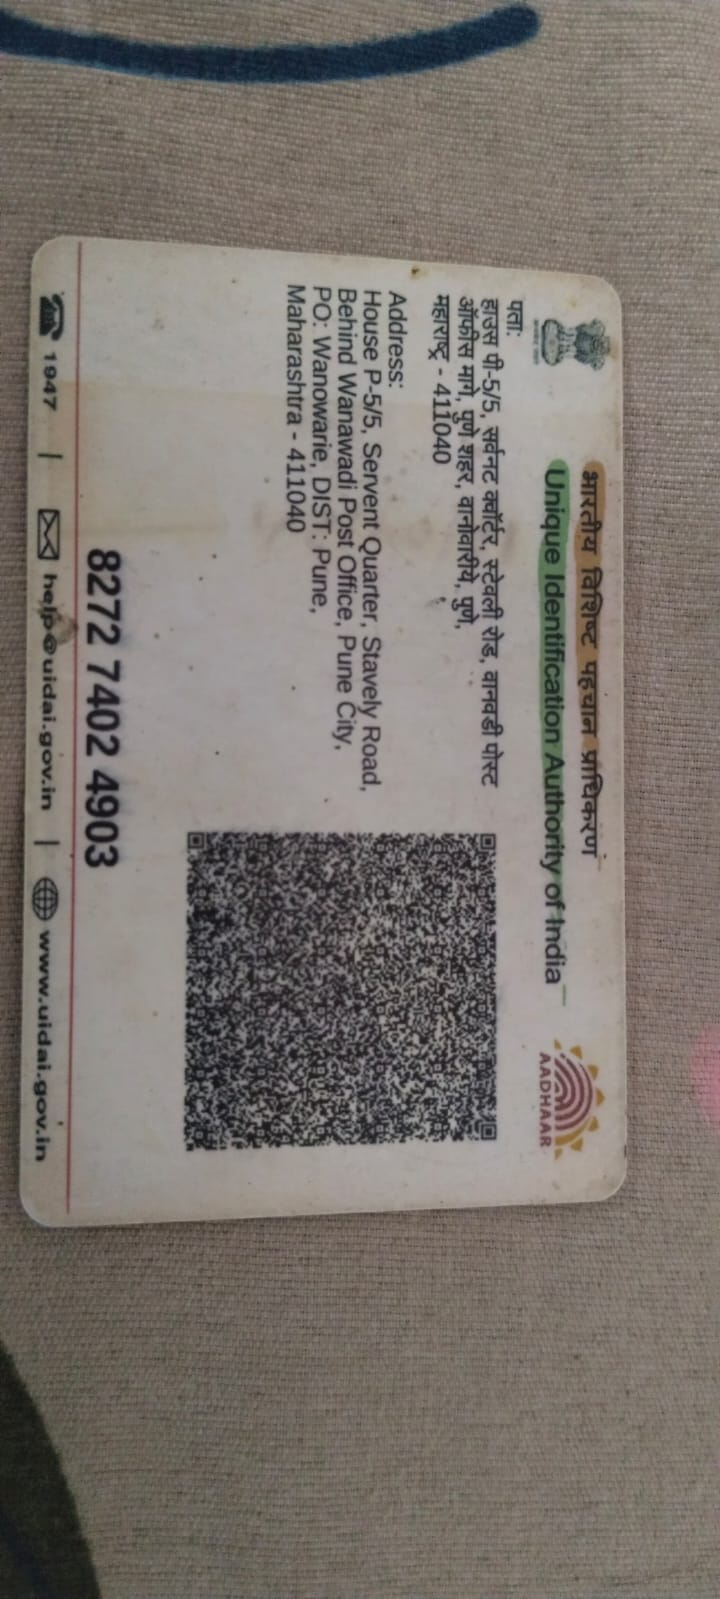 भारतीय विशिष्ट पहचान प्राधिकरण
Unique Identification Authority of India
AADHAAR
पता:
हाउस पी-5/5, सर्वनट क्वॉर्टर, स्टेवली रोड, वानवडी पोस्ट
ऑफीस मागे, पुणे शहर, वानोवारीये, पुणे,
महाराष्ट्र - 411040
Address:
House P-5/5, Servent Quarter, Stavely Road,
Behind Wanawadi Post Office, Pune City,
PO: Wanowarie, DIST: Pune,
Maharashtra - 411040
8272 7402 4903
1947 | help@uidai.gov.in | www.uidai.gov.in